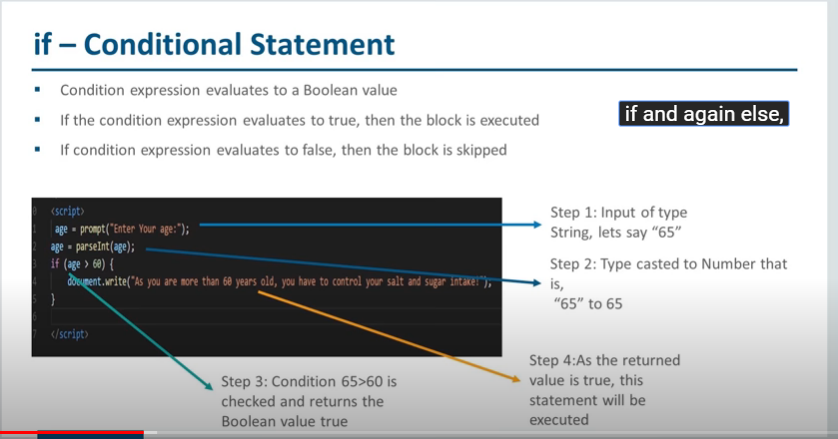 if – Conditional Statement
Condition expression evaluates to a Boolean value
If the condition expression evaluates to true, then the block is executed
If condition expression evaluates to false, then the block is skipped
if and again else,
<script>
age = prompt("Enter Your age:");
age = parseInt(age);
if (age > 60) {
document.write("As you are more than 60 years old, you have to control your salt and sugar intake!");
}
</script>
Step 1: Input of type
String, lets say “65”
Step 2: Type casted to Number that
is,
“65” to 65
Step 3: Condition 65>60 is
checked and returns the
Boolean value true
Step 4:As the returned
value is true, this
statement will be
executed